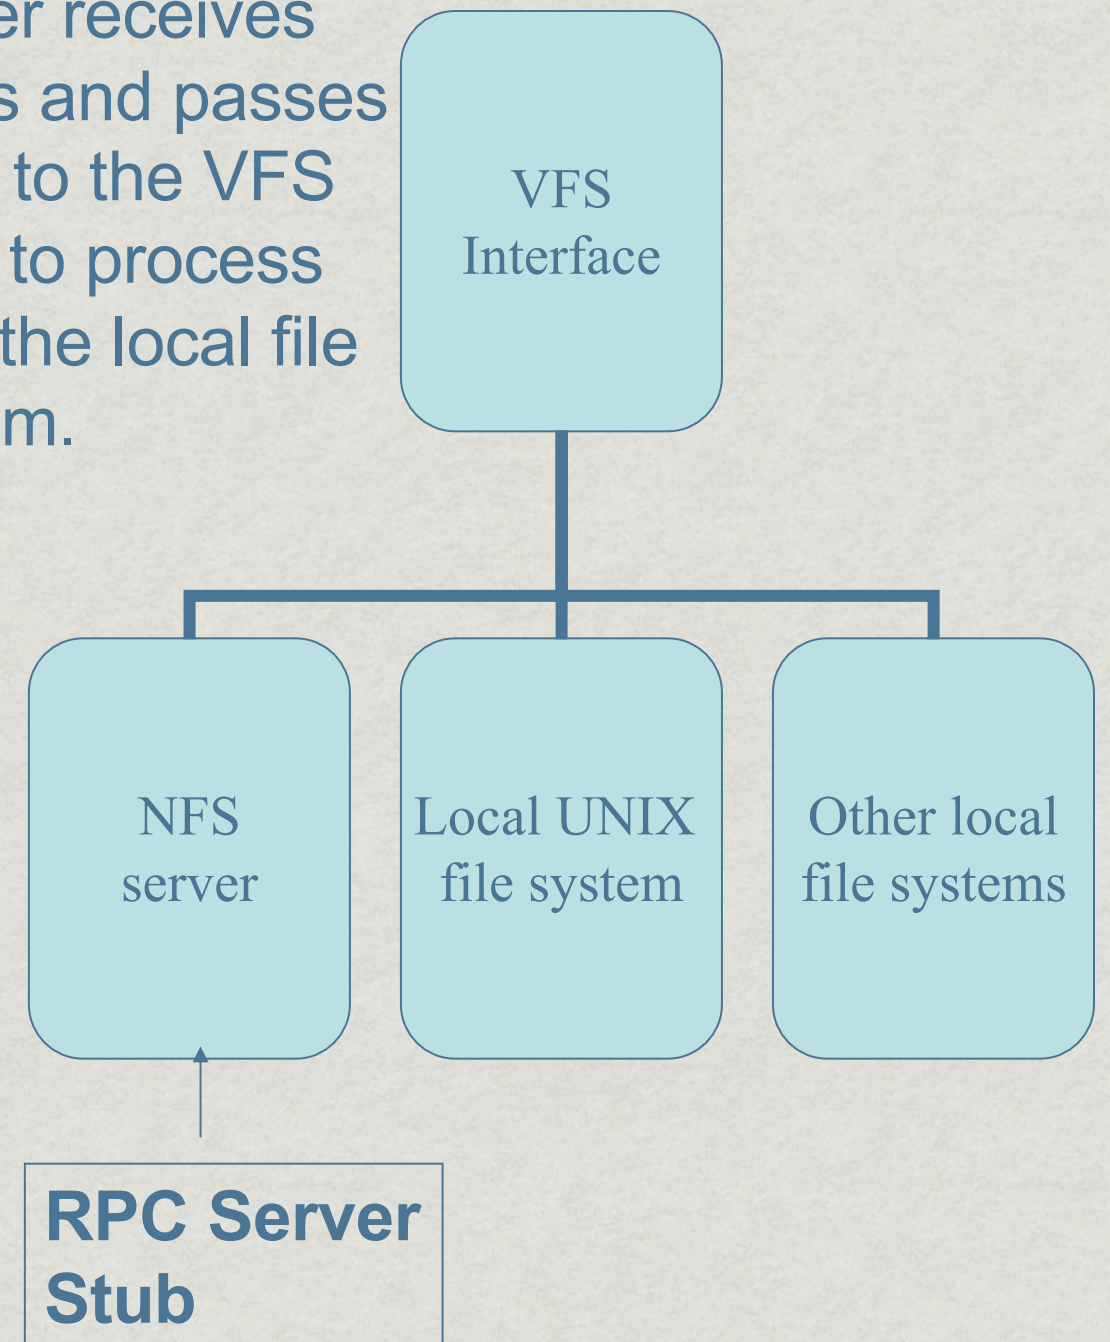 er receives
s and passes
to the VFS
to process
the local file
m.
VFS
Interface
NFS
server
Local UNIX
file system
Other local
file systems
RPC Server
Stub